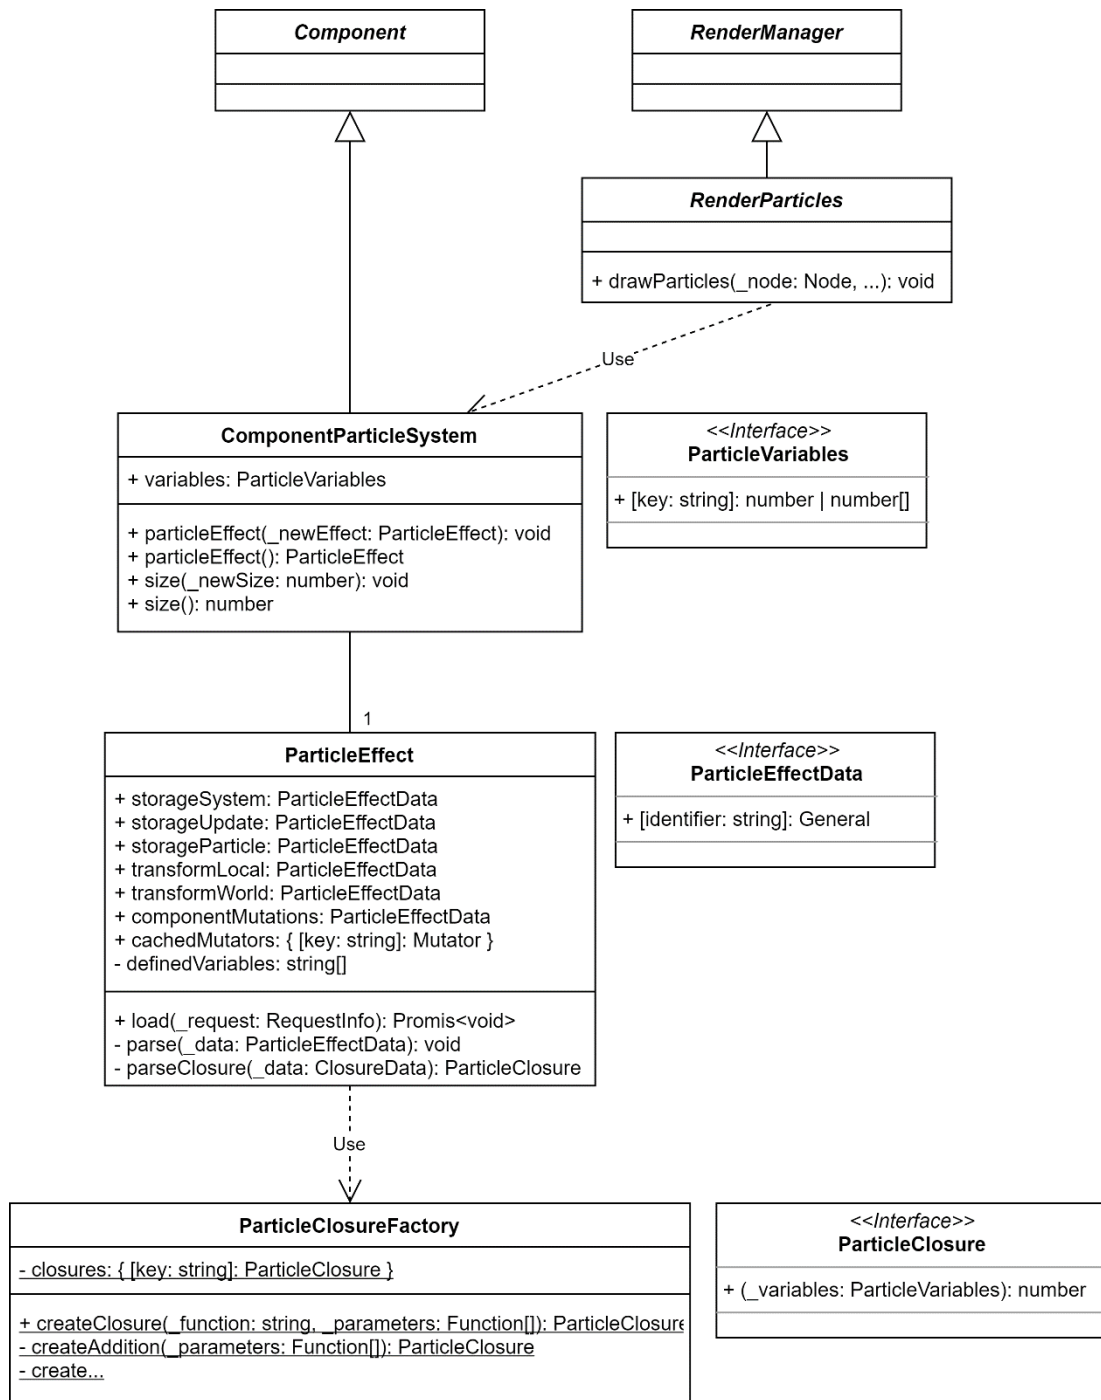 Component
RenderManager
RenderParticles
+ drawParticles(_node: Node, ...): void
Use
ComponentParticleSystem
+ variables: ParticleVariables
+ particleEffect(_newEffect: ParticleEffect): void
+ particleEffect(): ParticleEffect
+ size(_newSize: number): void
+ size(): number
<<Interface>>
ParticleVariables
+ [key: string]: number | number[]
1
ParticleEffect
+ storageSystem: ParticleEffectData
+ storageUpdate: ParticleEffectData
+ storageParticle: ParticleEffectData
+ transformLocal: ParticleEffectData
+ transformWorld: ParticleEffectData
+ componentMutations: ParticleEffectData
+ cachedMutators: { [key: string]: Mutator }
- definedVariables: string[]
+ load(_request: RequestInfo): Promis<void>
- parse(_data: ParticleEffectData): void
- parseClosure(_data: ClosureData): ParticleClosure
<<Interface>>
ParticleEffectData
+ [identifier: string]: General
Use
ParticleClosureFactory
- closures: { [key: string]: ParticleClosure }
+ createClosure(_function: string, _parameters: Function[]): ParticleClosure
- createAddition(_parameters: Function[]): ParticleClosure
- create...
<<Interface>>
ParticleClosure
+ (_variables: ParticleVariables): number